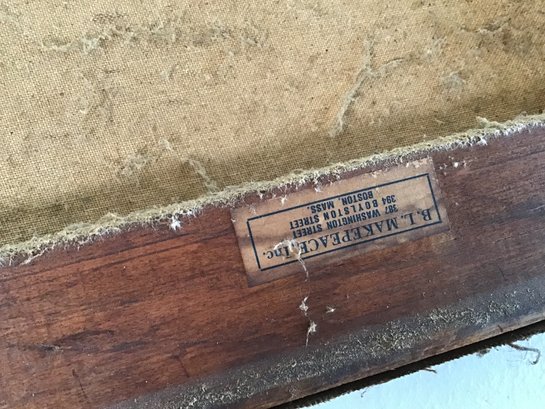 B. L. MAKEPEACE, Inc.
387 WASHINGTON STREET
394 BOYLSTON STREET
BOSTON, MASS.